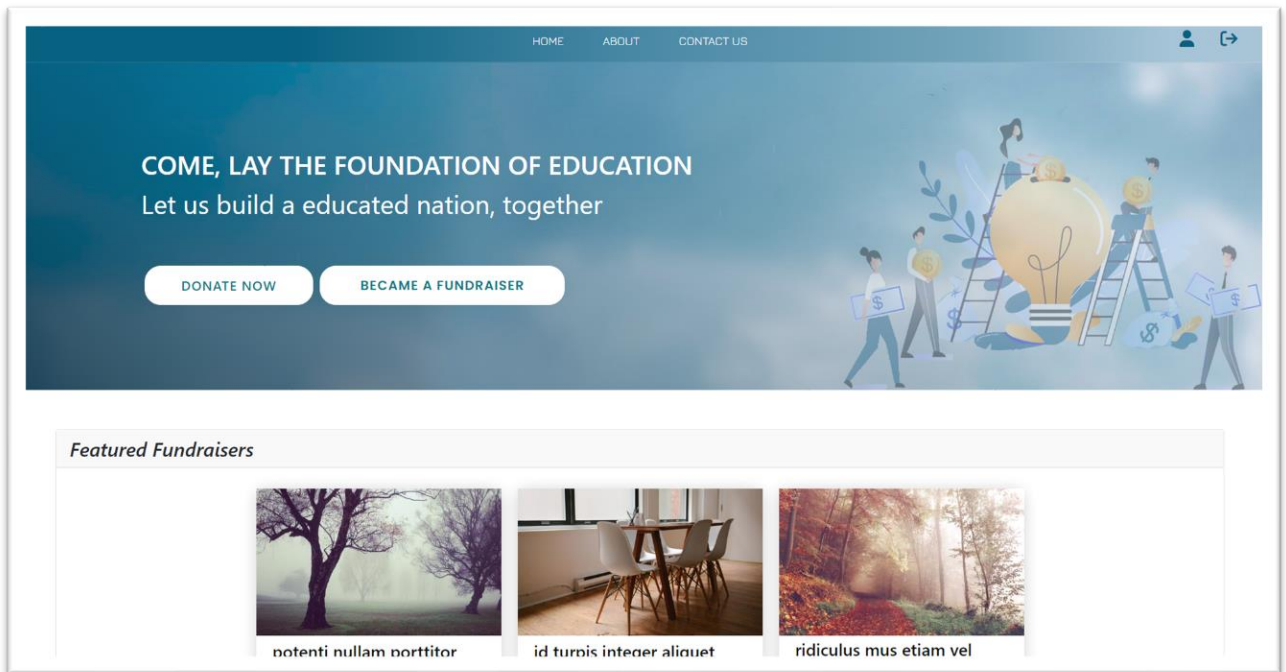 HOME ABOUT CONTACT US
COME, LAY THE FOUNDATION OF EDUCATION
Let us build a educated nation, together
DONATE NOW BECAME A FUNDRAISER
Featured Fundraisers
potenti nullam porttitor id turpis integer aliquet ridiculus mus etiam vel